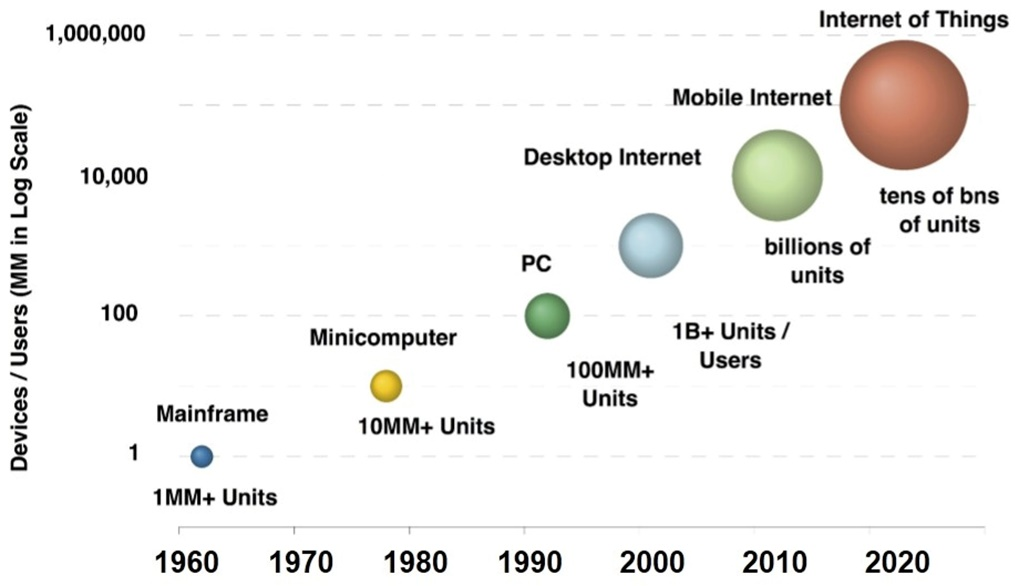 Internet of Things
1,000,000
Mobile Internet
Desktop Internet
10,000
tens of bns
of units
billions of
units
PC
100
Minicomputer
1B+ Units /
Users
100MM+
Units
Mainframe
10MM+ Units
1
1MM+ Units
Devices / Users (MM in Log Scale)
1960 1970 1980 1990 2000 2010 2020